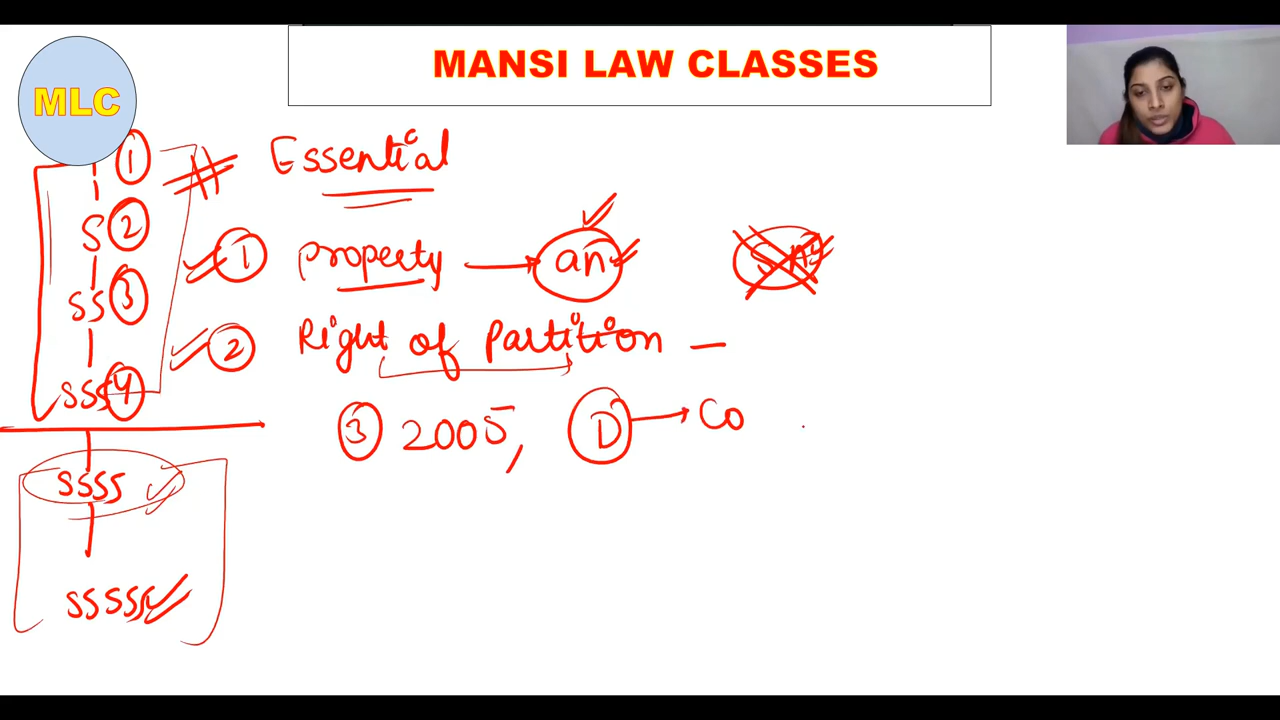 MANSI LAW CLASSES
MLC
1
S 2
SS 3
SSS 4
SSSS
SSSSS
# Essential
1 property → an
2 Right of Partition –
3 2005, D → Co